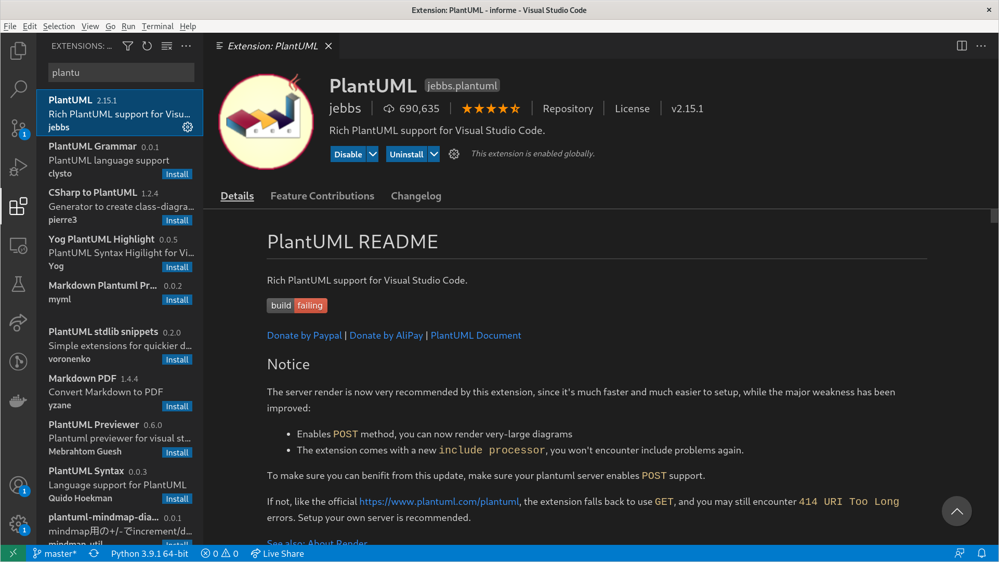 Extension: PlantUML - informe - Visual Studio Code
File Edit Selection View Go Run Terminal Help
EXTENSIONS: ...
plantu
PlantUML 2.15.1
Rich PlantUML support for Visu...
jebbs
PlantUML Grammar 0.0.1
PlantUML language support
clysto
Install
CSharp to PlantUML 1.2.4
Generator to create class-diagra...
pierre3
Install
Yog PlantUML Highlight 0.0.5
PlantUML Syntax Higilight for Vi...
Yog
Install
Markdown Plantuml Pr... 0.0.2
myml
Install
PlantUML stdlib snippets 0.2.0
Simple extensions for quickier d...
voronenko
Install
Markdown PDF 1.4.4
Convert Markdown to PDF
yzane
Install
PlantUML Previewer 0.6.0
Plantuml previewer for visual st...
Mebrahtom Guesh
Install
PlantUML Syntax 0.0.3
Language support for PlantUML
Quido Hoekman
Install
plantuml-mindmap-dia... 0.0.1
mindmap用の+/-でincrement/d...
mindmap-util
Install
1
1
1
Extension: PlantUML
PlantUML jebbs.plantuml
jebbs 690,635 Repository License v2.15.1
Rich PlantUML support for Visual Studio Code.
Disable Uninstall This extension is enabled globally.
Details Feature Contributions Changelog
PlantUML README
Rich PlantUML support for Visual Studio Code.
build failing
Donate by Paypal | Donate by AliPay | PlantUML Document
Notice
The server render is now very recommended by this extension, since it's much faster and much easier to setup, while the major weakness has been
improved:
• Enables POST method, you can now render very-large diagrams
• The extension comes with a new include processor, you won't encounter include problems again.
To make sure you can benifit from this update, make sure your plantuml server enables POST support.
If not, like the official https://www.plantuml.com/plantuml, the extension falls back to use GET, and you may still encounter 414 URI Too Long
errors. Setup your own server is recommended.
See also: About Render
master* Python 3.9.1 64-bit 0 0 Live Share